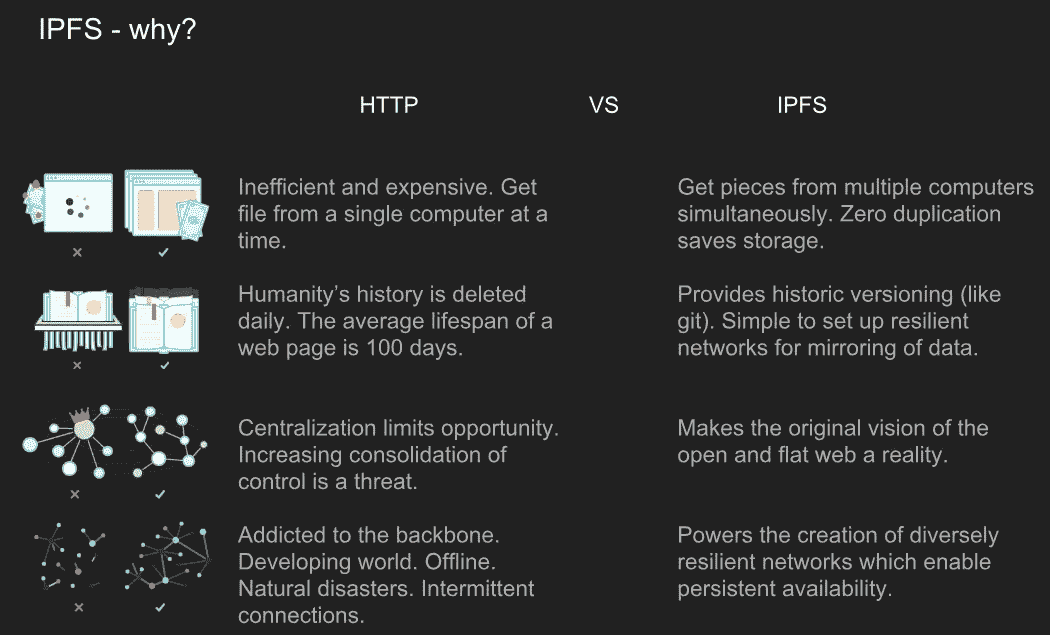 IPFS - why?
HTTP VS IPFS
Inefficient and expensive. Get
file from a single computer at a
time.
Get pieces from multiple computers
simultaneously. Zero duplication
saves storage.
Humanity's history is deleted
daily. The average lifespan of a
web page is 100 days.
Provides historic versioning (like
git). Simple to set up resilient
networks for mirroring of data.
Centralization limits opportunity.
Increasing consolidation of
control is a threat.
Makes the original vision of the
open and flat web a reality.
Addicted to the backbone.
Developing world. Offline.
Natural disasters. Intermittent
connections.
Powers the creation of diversely
resilient networks which enable
persistent availability.